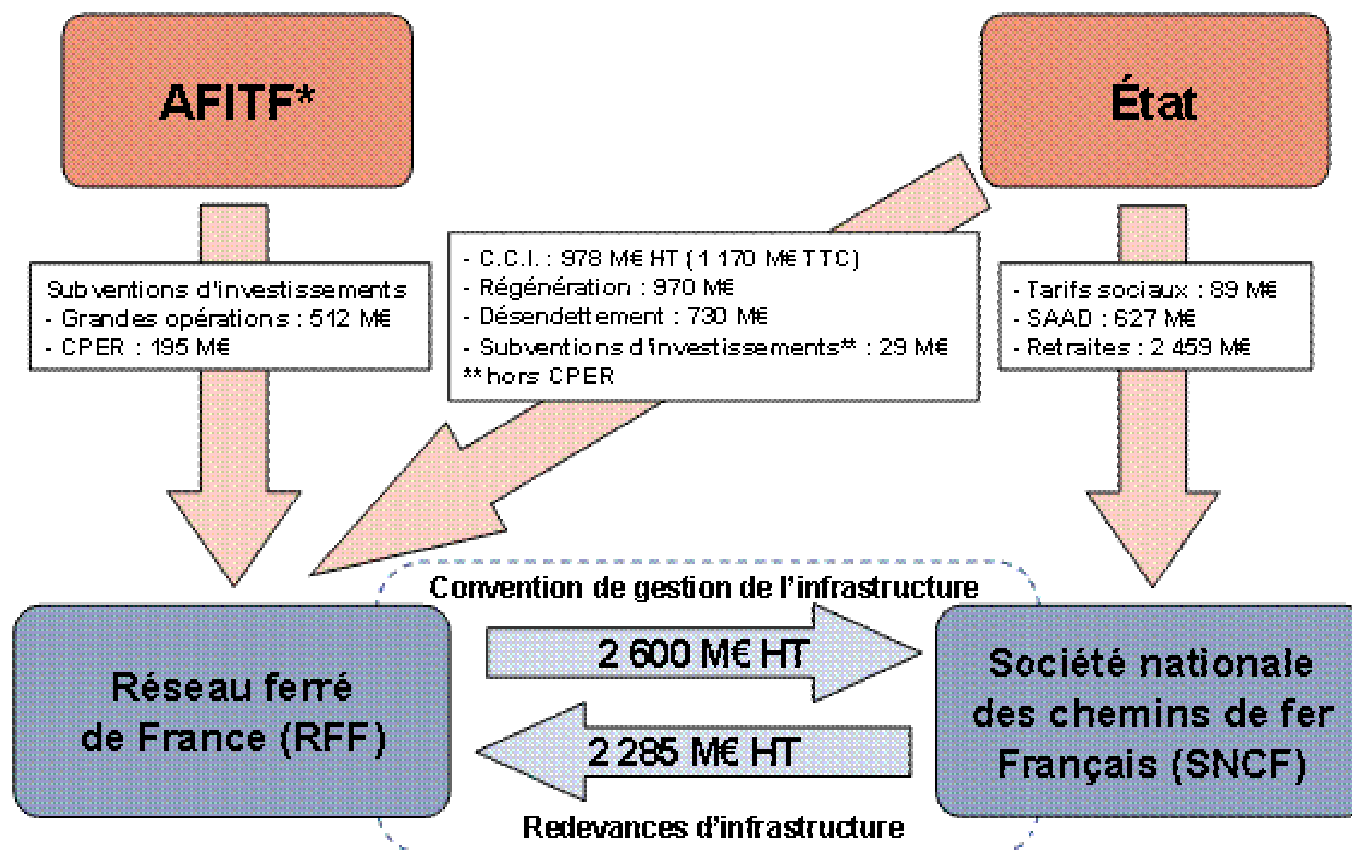 AFITF*
État
Subventions d'investissements
- Grandes opérations : 512 M€
- CPER : 195 M€
- C.C.I. : 978 M€ HT (1 170 M€ TTC)
- Régénération : 970 M€
- Désendettement : 730 M€
- Subventions d'investissements** : 29 M€
** hors CPER
- Tarifs sociaux : 89 M€
- SAAD : 627 M€
- Retraites : 2 459 M€
Convention de gestion de l'infrastructure
2 600 M€ HT
Réseau ferré
de France (RFF)
Société nationale
des chemins de fer
Français (SNCF)
2 285 M€ HT
Redevances d'infrastructure